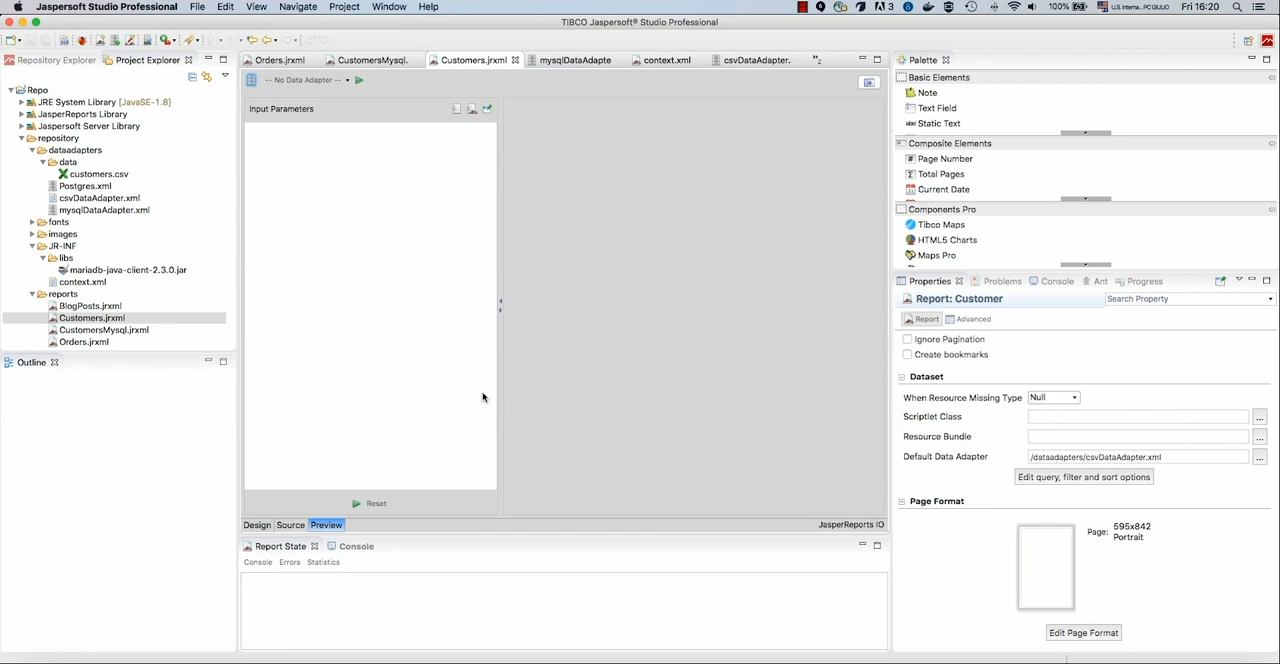 Jaspersoft Studio Professional File Edit View Navigate Project Window Help
3 100% U.S. Interna...PC GIULIO Fri 16:20
TIBCO Jaspersoft® Studio Professional
Repository Explorer Project Explorer
Repo
JRE System Library [JavaSE-1.8]
JasperReports Library
Jaspersoft Server Library
repository
dataadapters
data
customers.csv
Postgres.xml
csvDataAdapter.xml
mysqlDataAdapter.xml
fonts
images
JR-INF
libs
mariadb-java-client-2.3.0.jar
context.xml
reports
BlogPosts.jrxml
Customers.jrxml
CustomersMysql.jrxml
Orders.jrxml
Outline
Orders.jrxml CustomersMysql. Customers.jrxml mysqlDataAdapte context.xml csvDataAdapter. »2
-- No Data Adapter --
Input Parameters
Reset
Design Source Preview JasperReports IO
Report State Console
Console Errors Statistics
Palette
Basic Elements
Note
Text Field
Static Text
Composite Elements
Page Number
Total Pages
Current Date
Components Pro
Tibco Maps
HTML5 Charts
Maps Pro
Properties Problems Console Ant Progress
Report: Customer Search Property
Report Advanced
Ignore Pagination
Create bookmarks
Dataset
When Resource Missing Type Null
Scriptlet Class ...
Resource Bundle ...
Default Data Adapter /dataadapters/csvDataAdapter.xml ...
Edit query, filter and sort options
Page Format
Page: 595x842
Portrait
Edit Page Format